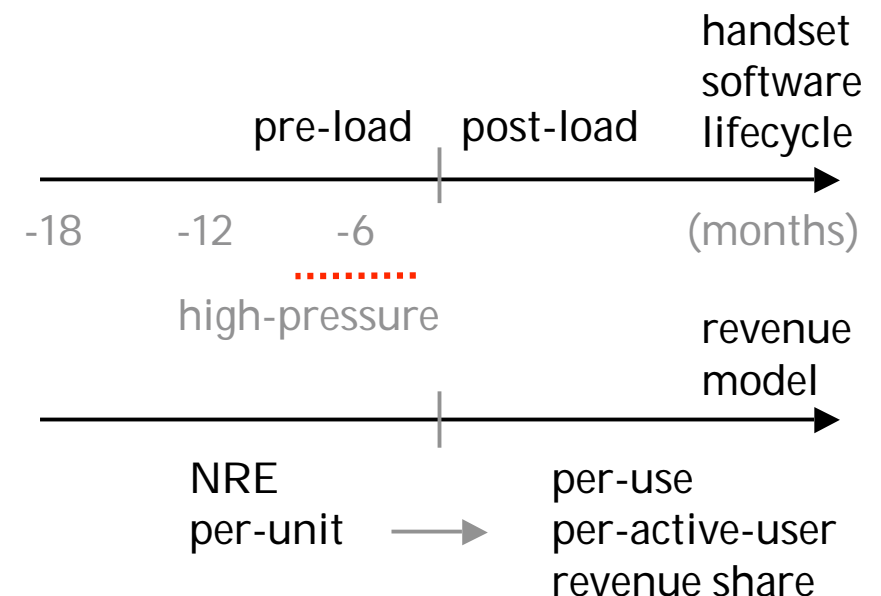 handset
software
lifecycle
pre-load post-load
-18 -12 -6 (months)
high-pressure
revenue
model
NRE per-use
per-unit per-active-user
revenue share